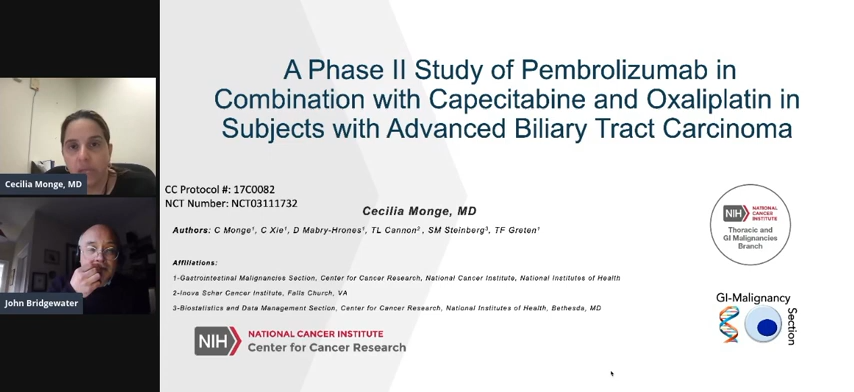 A Phase II Study of Pembrolizumab in
Combination with Capecitabine and Oxaliplatin in
Subjects with Advanced Biliary Tract Carcinoma
Cecilia Monge, MD
John Bridgewater
CC Protocol #: 17C0082
NCT Number: NCT03111732
Cecilia Monge, MD
Authors: C Monge¹, C Xie¹, D Mabry-Hrones¹, TL Cannon², SM Steinberg³, TF Greten¹
Affiliations:
1-Gastrointestinal Malignancies Section, Center for Cancer Research, National Cancer Institute, National Institutes of Health
2-Inova Schar Cancer Institute, Falls Church, VA
3-Biostatistics and Data Management Section, Center for Cancer Research, National Institutes of Health, Bethesda, MD
NIH NATIONAL CANCER INSTITUTE
Center for Cancer Research
NIH NATIONAL
CANCER
INSTITUTE
Thoracic and
GI Malignancies
Branch
GI-Malignancy
Section